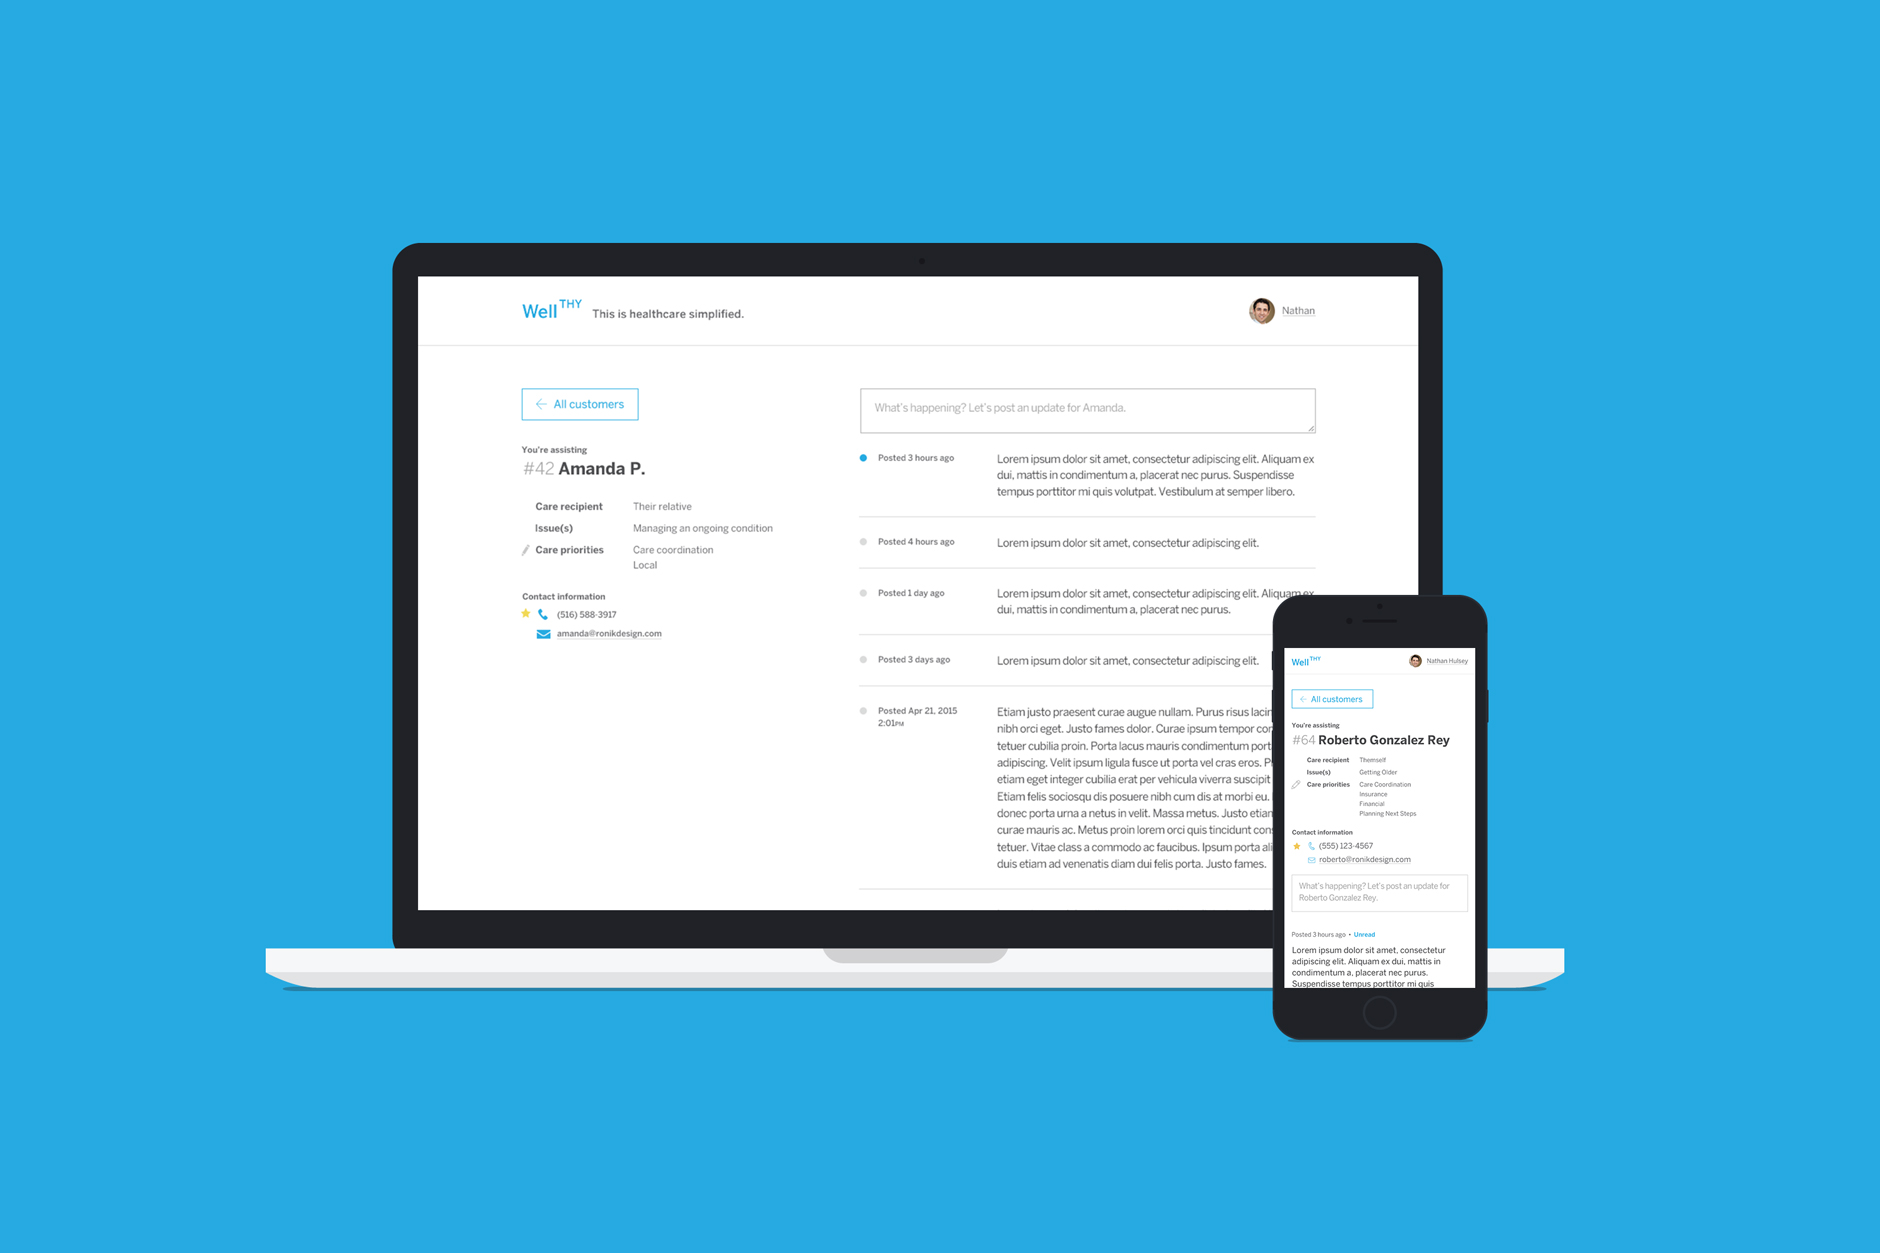 Well THY This is healthcare simplified.
Nathan
← All customers
You're assisting
#42 Amanda P.
Care recipient Their relative
Issue(s) Managing an ongoing condition
Care priorities Care coordination
Local
Contact information
(516) 588-3917
amanda@ronikdesign.com
What's happening? Let's post an update for Amanda.
Posted 3 hours ago
Lorem ipsum dolor sit amet, consectetur adipiscing elit. Aliquam ex
dui, mattis in condimentum a, placerat nec purus. Suspendisse
tempus porttitor mi quis volutpat. Vestibulum at semper libero.
Posted 4 hours ago
Lorem ipsum dolor sit amet, consectetur adipiscing elit.
Posted 1 day ago
Lorem ipsum dolor sit amet, consectetur adipiscing elit. Aliquam ex
dui, mattis in condimentum a, placerat nec purus.
Posted 3 days ago
Lorem ipsum dolor sit amet, consectetur adipiscing elit.
Posted Apr 21, 2015
2:01PM
Etiam justo praesent curae augue nullam. Purus risus lacin
nibh orci eget. Justo fames dolor. Curae ipsum tempor con
tetuer cubilia proin. Porta lacus mauris condimentum port
adipiscing. Velit ipsum ligula fusce ut porta vel cras eros. P
etiam eget integer cubilia erat per vehicula viverra suscipit
Etiam felis sociosqu dis posuere nibh cum dis at morbi eu.
donec porta urna a netus in velit. Massa metus. Justo etian
curae mauris ac. Metus proin lorem orci quis tincidunt cons
tetuer. Vitae class a commodo ac faucibus. Ipsum porta ali
duis etiam ad venenatis diam dui felis porta. Justo fames.
Well THY
Nathan Hulsey
← All customers
You're assisting
#64 Roberto Gonzalez Rey
Care recipient Themself
Issue(s) Getting Older
Care priorities Care Coordination
Insurance
Financial
Planning Next Steps
Contact information
(555) 123-4567
roberto@ronikdesign.com
What's happening? Let's post an update for
Roberto Gonzalez Rey.
Posted 3 hours ago • Unread
Lorem ipsum dolor sit amet, consectetur
adipiscing elit. Aliquam ex dui, mattis in
condimentum a, placerat nec purus.
Suspendisse tempus porttitor mi quis